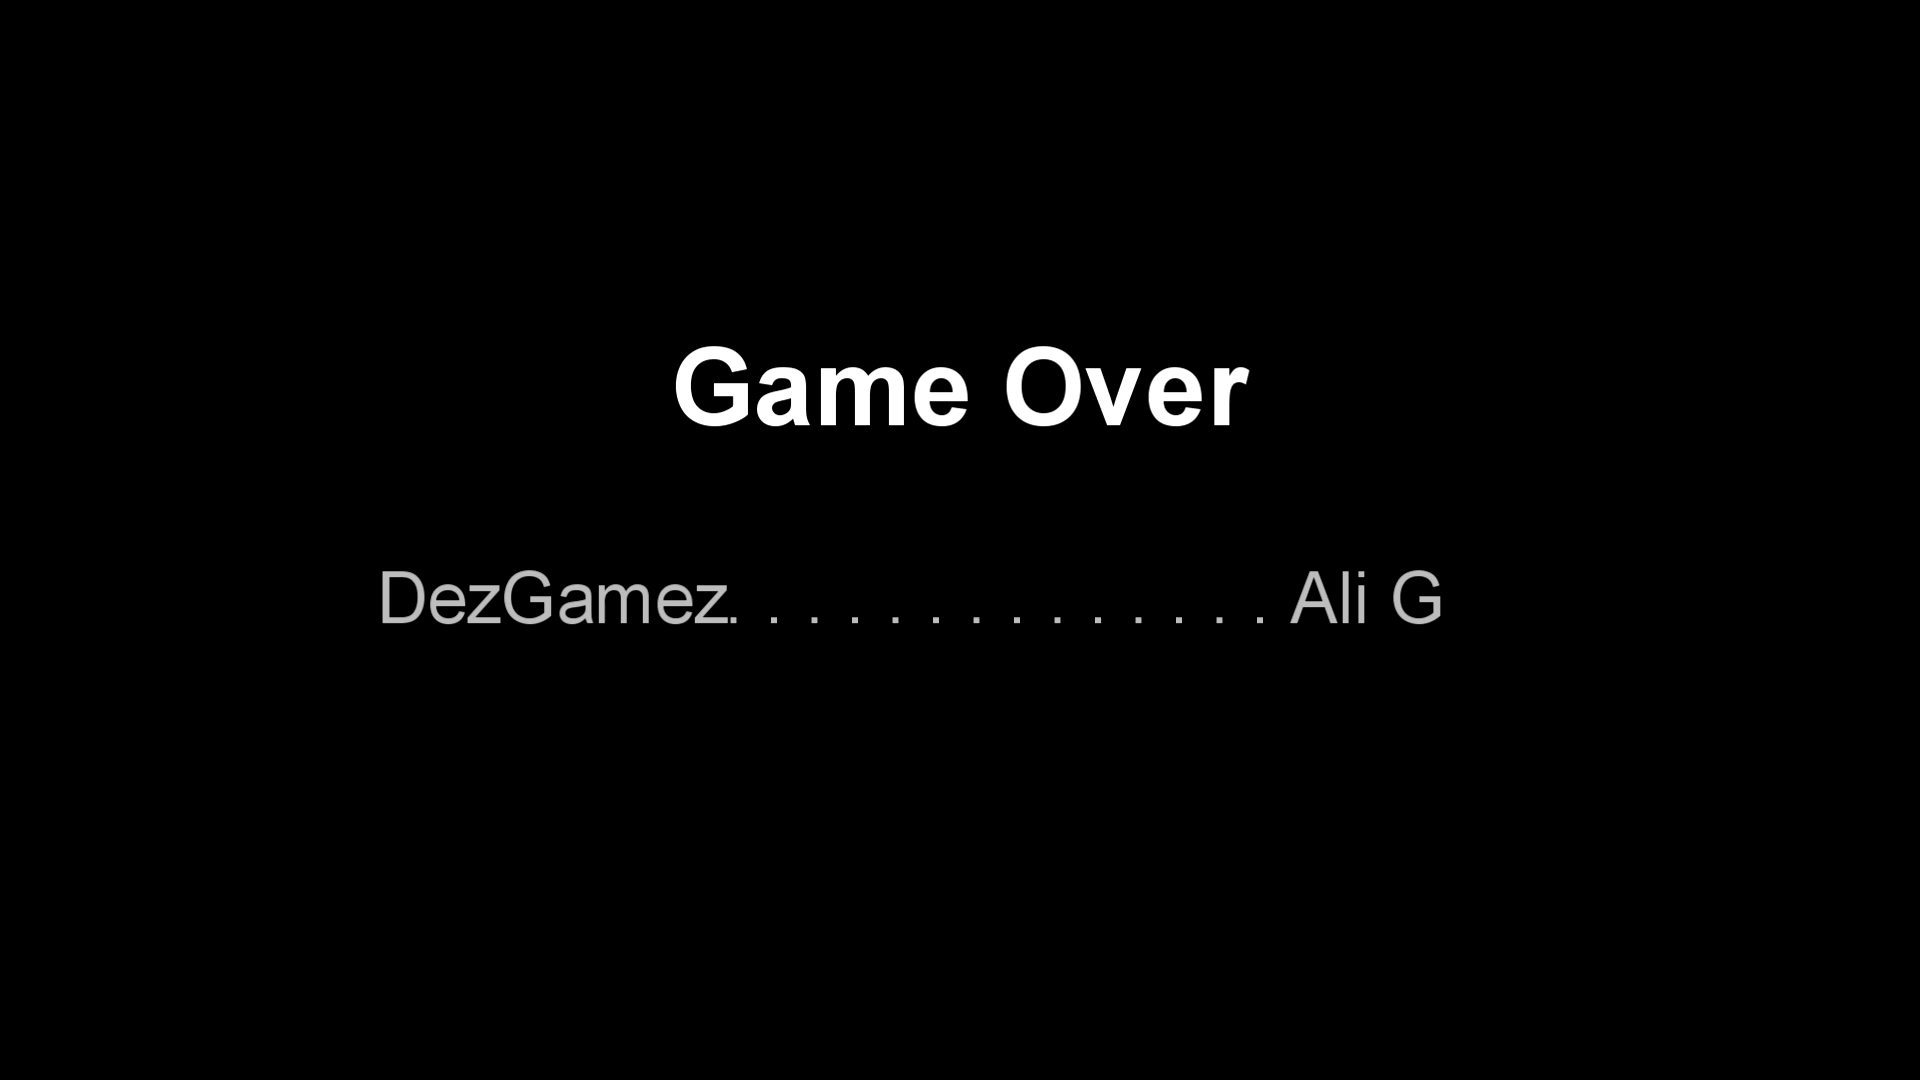 Game Over
DezGamez. . . . . . . . . . . . . . Ali G